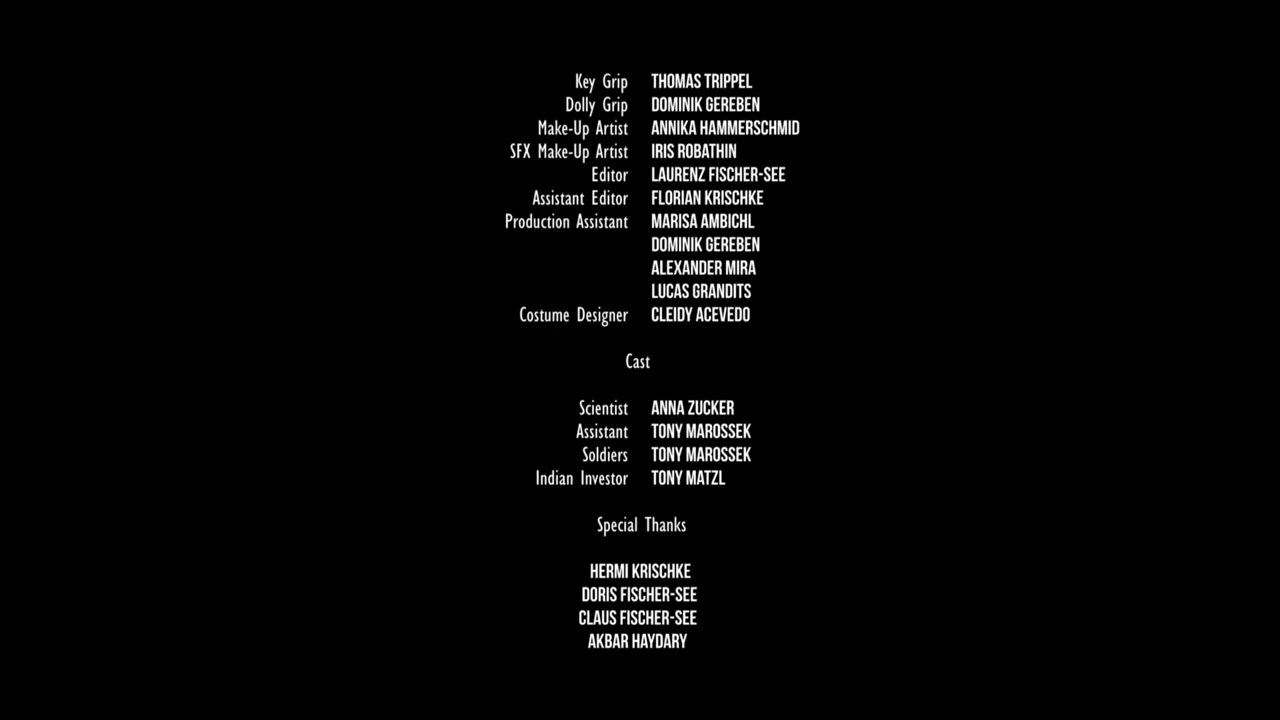 Key Grip THOMAS TRIPPEL
Dolly Grip DOMINIK GEREBEN
Make-Up Artist ANNIKA HAMMERSCHMID
SFX Make-Up Artist IRIS ROBATHIN
Editor LAURENZ FISCHER-SEE
Assistant Editor FLORIAN KRISCHKE
Production Assistant MARISA AMBICHL
DOMINIK GEREBEN
ALEXANDER MIRA
LUCAS GRANDITS
Costume Designer CLEIDY ACEVEDO
Cast
Scientist ANNA ZUCKER
Assistant TONY MAROSSEK
Soldiers TONY MAROSSEK
Indian Investor TONY MATZL
Special Thanks
HERMI KRISCHKE
DORIS FISCHER-SEE
CLAUS FISCHER-SEE
AKBAR HAYDARY